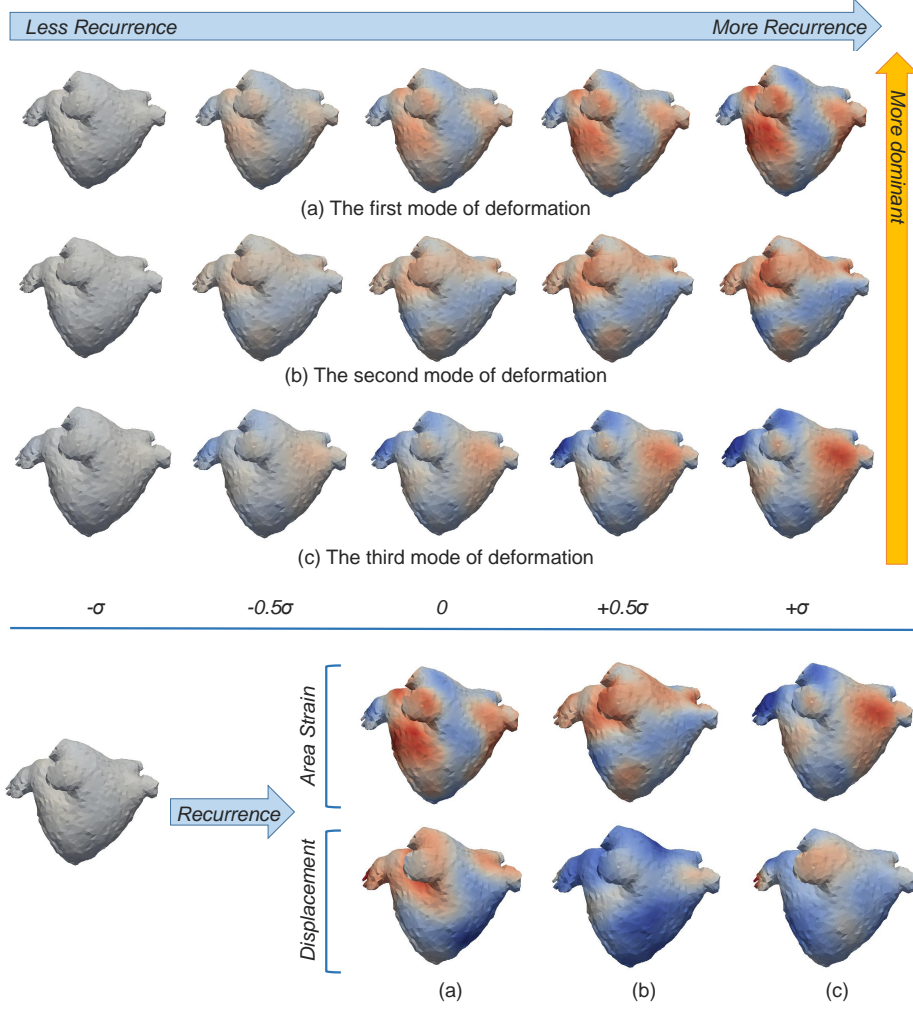 Less Recurrence
More Recurrence
More dominant
(a) The first mode of deformation
(b) The second mode of deformation
(c) The third mode of deformation
-σ
-0.5σ
0
+0.5σ
+σ
Area Strain
Recurrence
Displacement
(a)
(b)
(c)